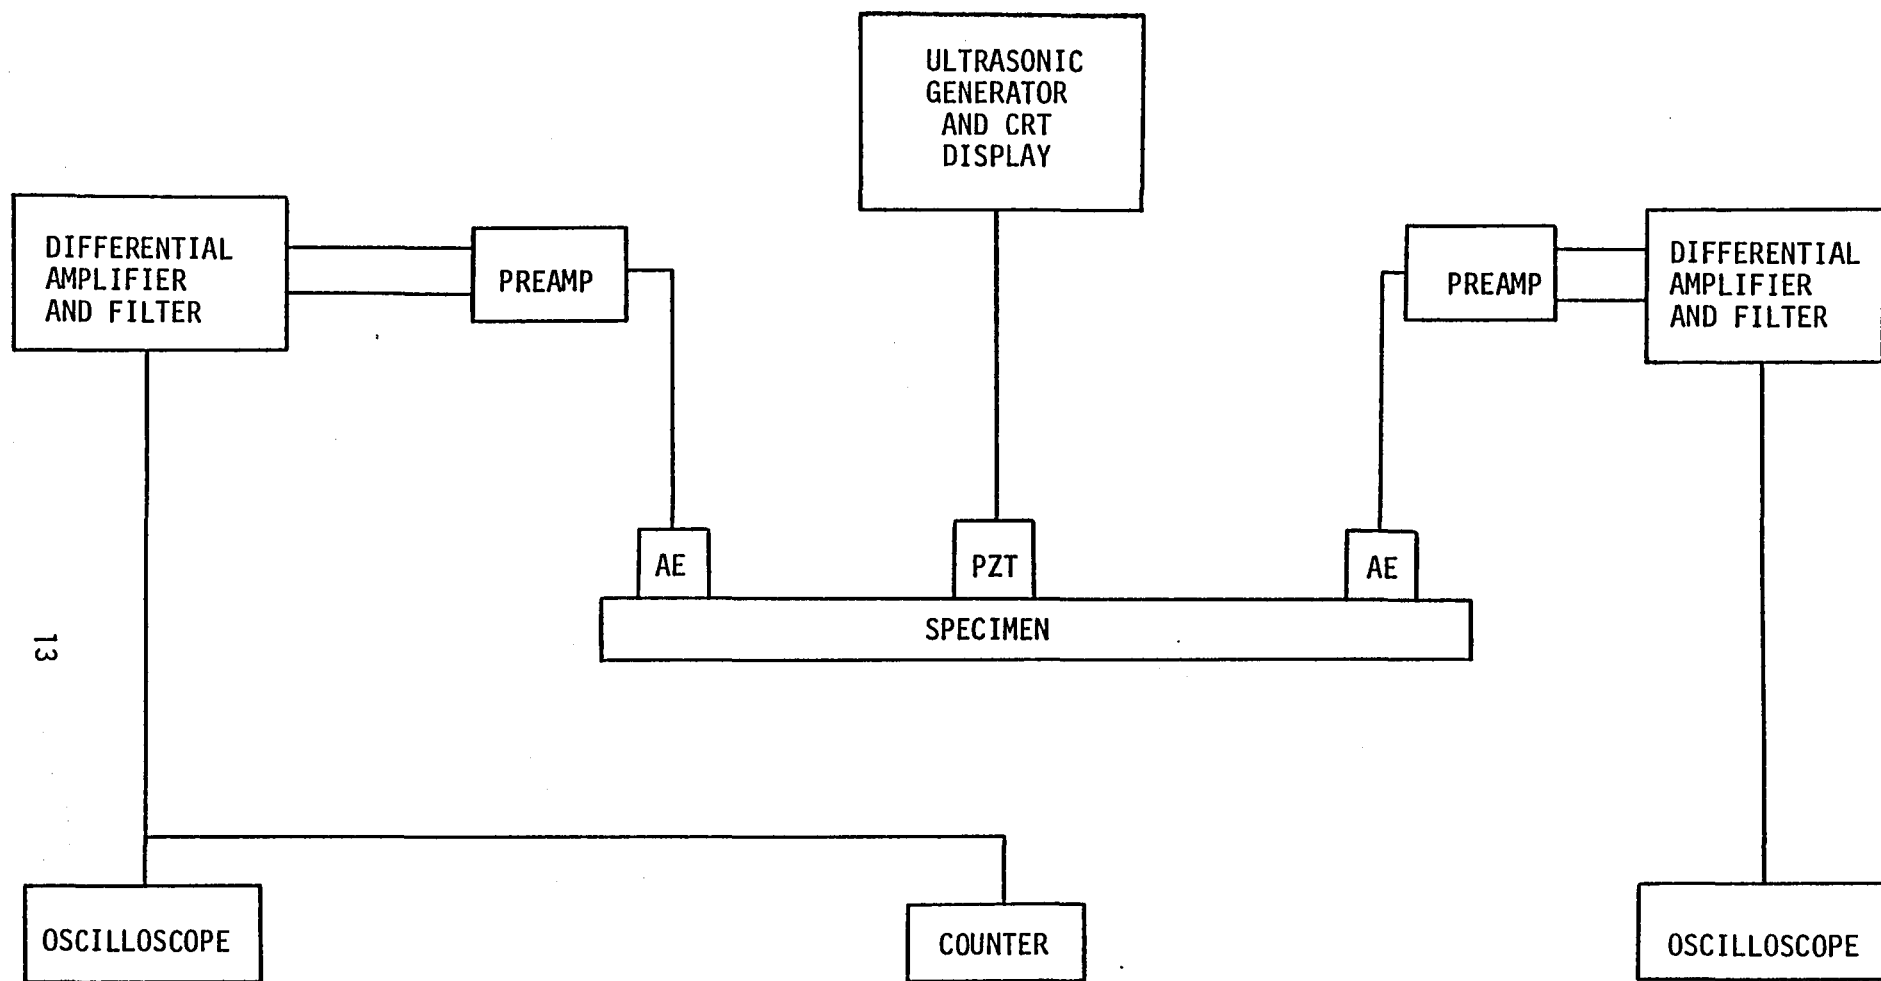 ULTRASONIC
GENERATOR
AND CRT
DISPLAY
DIFFERENTIAL
AMPLIFIER
AND FILTER
PREAMP
PREAMP
DIFFERENTIAL
AMPLIFIER
AND FILTER
AE
PZT
AE
SPECIMEN
13
OSCILLOSCOPE
COUNTER
OSCILLOSCOPE